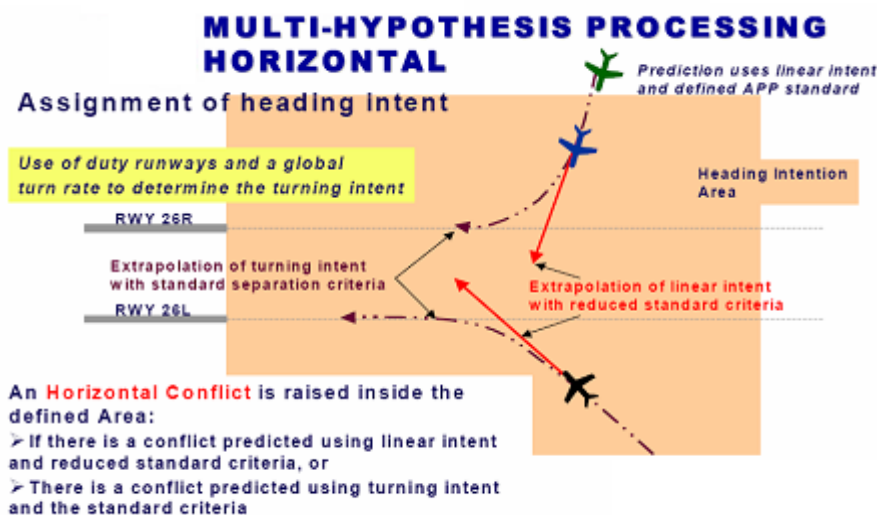 MULTI-HYPOTHESIS PROCESSING
HORIZONTAL
Prediction uses linear intent
and defined APP standard
Assignment of heading intent
Use of duty runways and a global
turn rate to determine the turning intent
Heading Intention
Area
RWY 26R
Extrapolation of turning intent
with standard separation criteria
Extrapolation of linear intent
with reduced standard criteria
RWY 26L
An Horizontal Conflict is raised inside the
defined Area:
➢ If there is a conflict predicted using linear intent
and reduced standard criteria, or
➢ There is a conflict predicted using turning intent
and the standard criteria